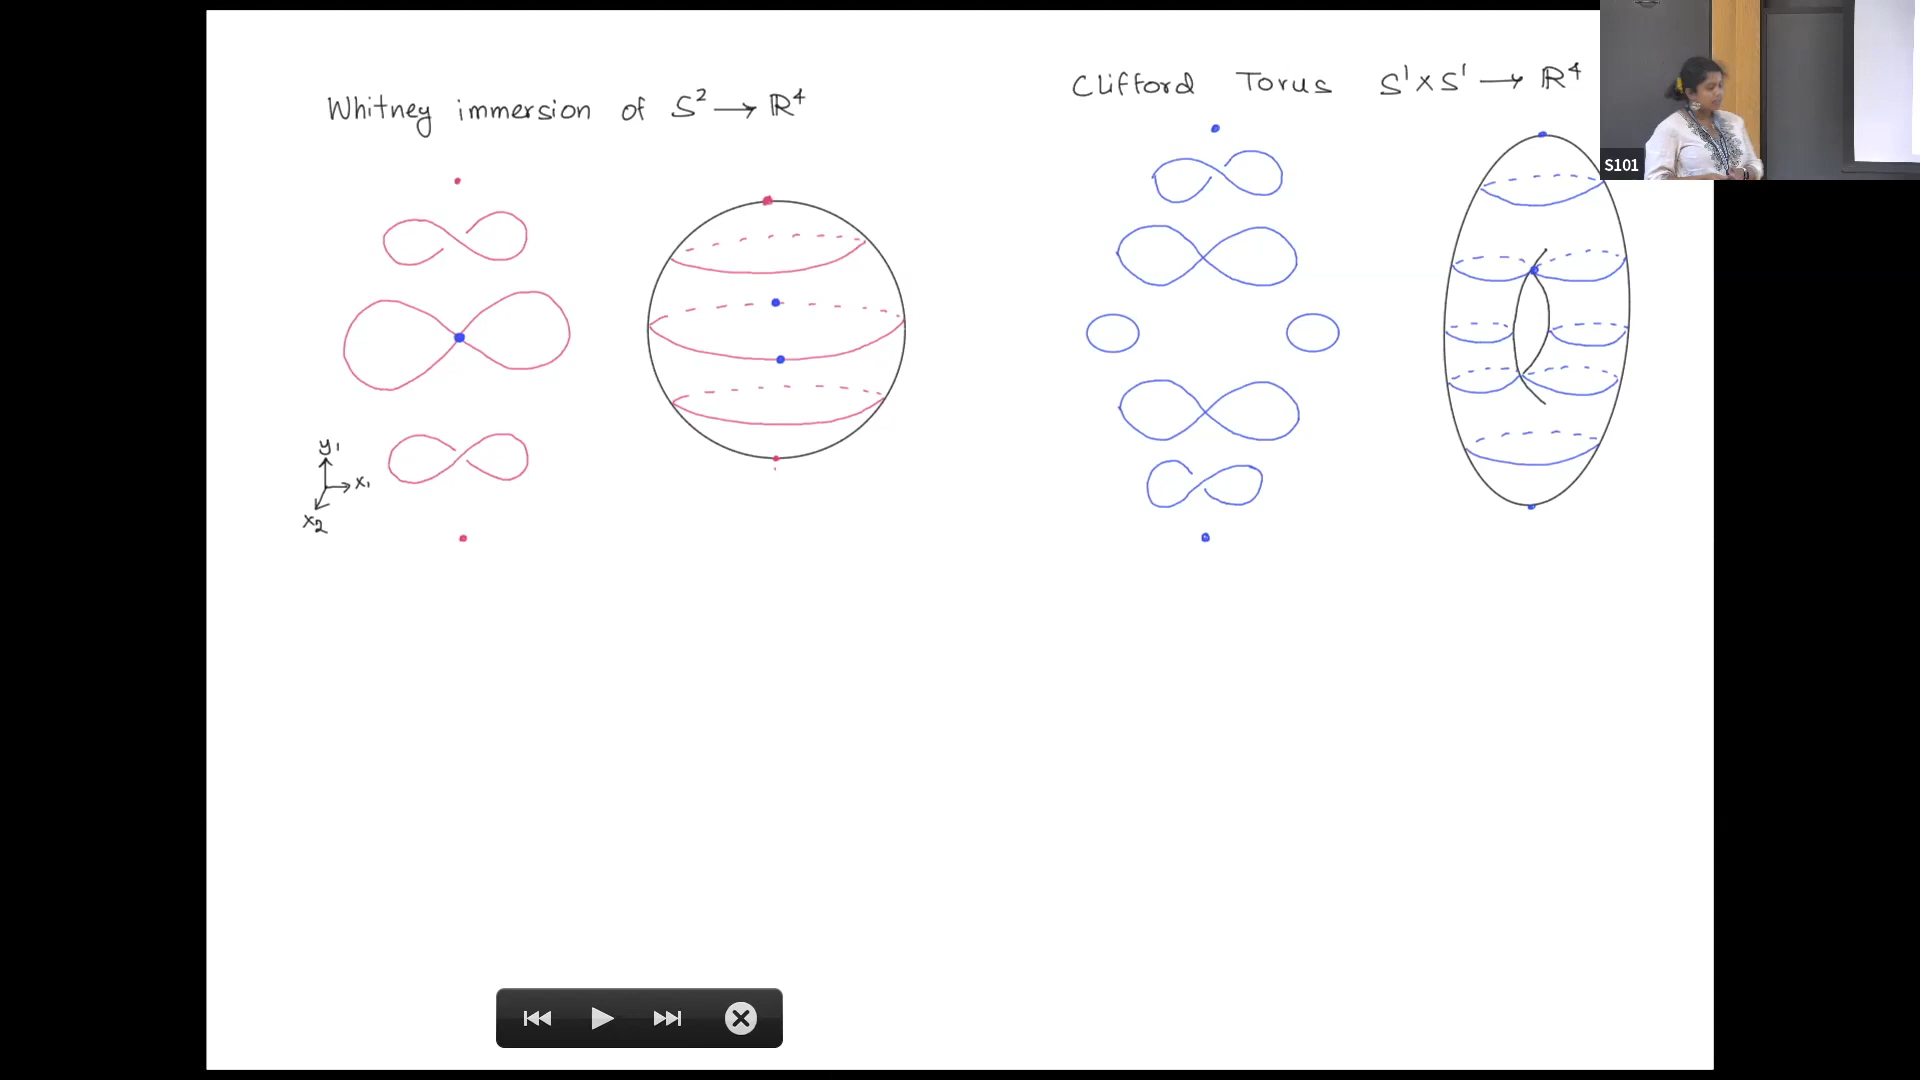 Whitney immersion of S² → ℝ⁴
Clifford Torus S¹×S¹ → ℝ⁴
S101
y₁
x₁
x₂